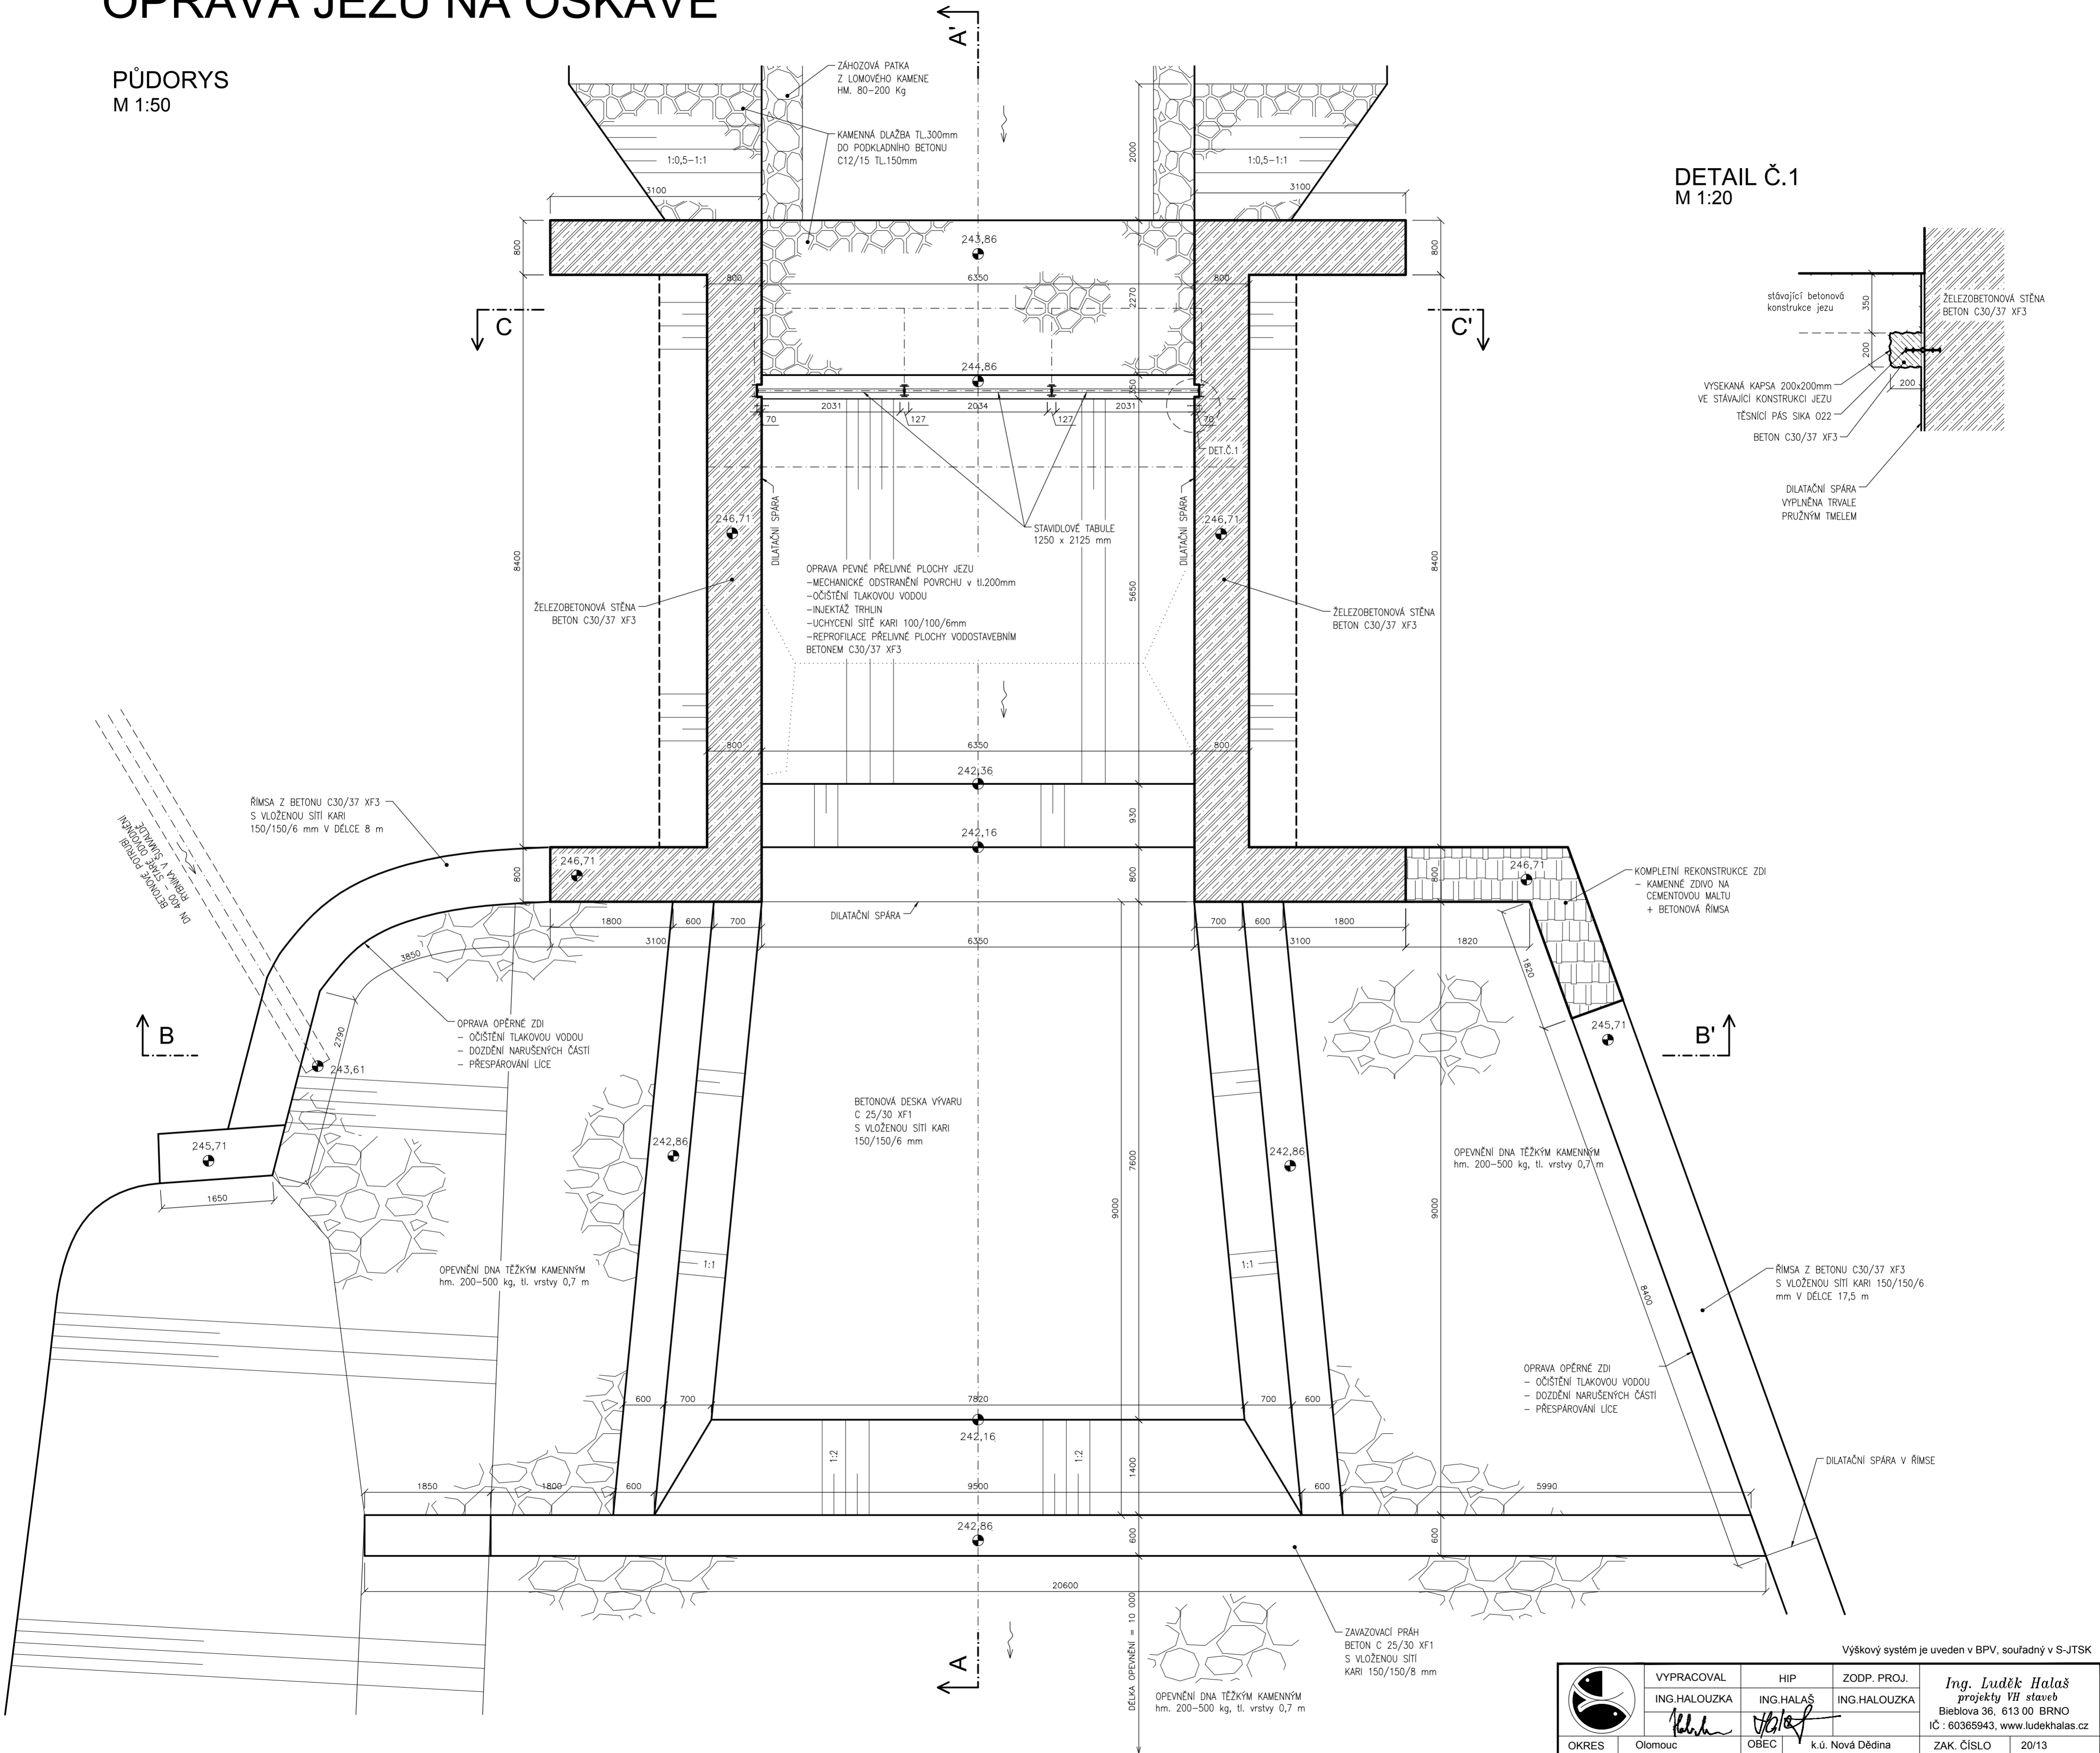 OPRAVA JEZU NA OSKAVĚ
PŮDORYS
M 1:50
A'
ZÁHOZOVÁ PATKA
Z LOMOVÉHO KAMENE
HM. 80-200 Kg
KAMENNÁ DLAŽBA TL.300mm
DO PODKLADNÍHO BETONU
C12/15 TL.150mm
1:0,5-1:1
1:0,5-1:1
2000
3100
3100
DETAIL Č.1
M 1:20
stávající betonová
konstrukce jezu
350
200
200
ŽELEZOBETONOVÁ STĚNA
BETON C30/37 XF3
VYSEKANÁ KAPSA 200x200mm
VE STÁVAJÍCÍ KONSTRUKCI JEZU
TĚSNÍCÍ PÁS SIKA O22
BETON C30/37 XF3
DILATAČNÍ SPÁRA
VYPLNĚNA TRVALE
PRUŽNÝM TMELEM
800
243,86
800
800
6350
800
2270
C
C'
244,86
350
2031
2034
2031
127
127
70
70
DET.Č.1
246,71
DILATAČNÍ SPÁRA
DILATAČNÍ SPÁRA
246,71
STAVIDLOVÉ TABULE
1250 x 2125 mm
8400
8400
5650
OPRAVA PEVNÉ PŘELIVNÉ PLOCHY JEZU
-MECHANICKÉ ODSTRANĚNÍ POVRCHU v tl.200mm
-OČIŠTĚNÍ TLAKOVOU VODOU
-INJEKTÁŽ TRHLIN
-UCHYCENÍ SÍTĚ KARI 100/100/6mm
-REPROFILACE PŘELIVNÉ PLOCHY VODOSTAVEBNÍM
BETONEM C30/37 XF3
ŽELEZOBETONOVÁ STĚNA
BETON C30/37 XF3
ŽELEZOBETONOVÁ STĚNA
BETON C30/37 XF3
800
6350
800
242,36
930
242,16
ŘÍMSA Z BETONU C30/37 XF3
S VLOŽENOU SÍTÍ KARI
150/150/6 mm V DÉLCE 8 m
BETONOVÉ POTRUBÍ
DN 400 - STARÉ ODVODNĚNÍ
RYBNÍKA V ŠUMVALDĚ
246,71
800
800
800
246,71
KOMPLETNÍ REKONSTRUKCE ZDI
- KAMENNÉ ZDIVO NA
CEMENTOVOU MALTU
+ BETONOVÁ ŘÍMSA
DILATAČNÍ SPÁRA
1800
600
700
700
600
1800
3100
6350
3100
1820
3850
1820
2790
B
B'
OPRAVA OPĚRNÉ ZDI
- OČIŠTĚNÍ TLAKOVOU VODOU
- DOZDĚNÍ NARUŠENÝCH ČÁSTÍ
- PŘESPÁROVÁNÍ LÍCE
243,61
245,71
BETONOVÁ DESKA VÝVARU
C 25/30 XF1
S VLOŽENOU SÍTÍ KARI
150/150/6 mm
242,86
242,86
245,71
1650
OPEVNĚNÍ DNA TĚŽKÝM KAMENNÝM
hm. 200-500 kg, tl. vrstvy 0,7 m
7600
9000
9000
OPEVNĚNÍ DNA TĚŽKÝM KAMENNÝM
hm. 200-500 kg, tl. vrstvy 0,7 m
1:1
1:1
ŘÍMSA Z BETONU C30/37 XF3
S VLOŽENOU SÍTÍ KARI 150/150/6
mm V DÉLCE 17,5 m
8400
OPRAVA OPĚRNÉ ZDI
- OČIŠTĚNÍ TLAKOVOU VODOU
- DOZDĚNÍ NARUŠENÝCH ČÁSTÍ
- PŘESPÁROVÁNÍ LÍCE
600
700
7820
700
600
242,16
1:2
1:2
1400
DILATAČNÍ SPÁRA V ŘÍMSE
1850
1800
600
9500
600
5990
242,86
600
600
20600
DÉLKA OPEVNĚNÍ = 10 000
A
ZAVAZOVACÍ PRÁH
BETON C 25/30 XF1
S VLOŽENOU SÍTÍ
KARI 150/150/8 mm
OPEVNĚNÍ DNA TĚŽKÝM KAMENNÝM
hm. 200-500 kg, tl. vrstvy 0,7 m
Výškový systém je uveden v BPV, souřadný v S-JTSK
VYPRACOVAL HIP ZODP. PROJ.
ING.HALOUZKA ING.HALAŠ ING.HALOUZKA
Ing. Luděk Halaš
projekty VH staveb
Bieblova 36, 613 00 BRNO
IČ : 60365943, www.ludekhalas.cz
OKRES Olomouc OBEC k.ú. Nová Dědina ZAK. ČÍSLO 20/13